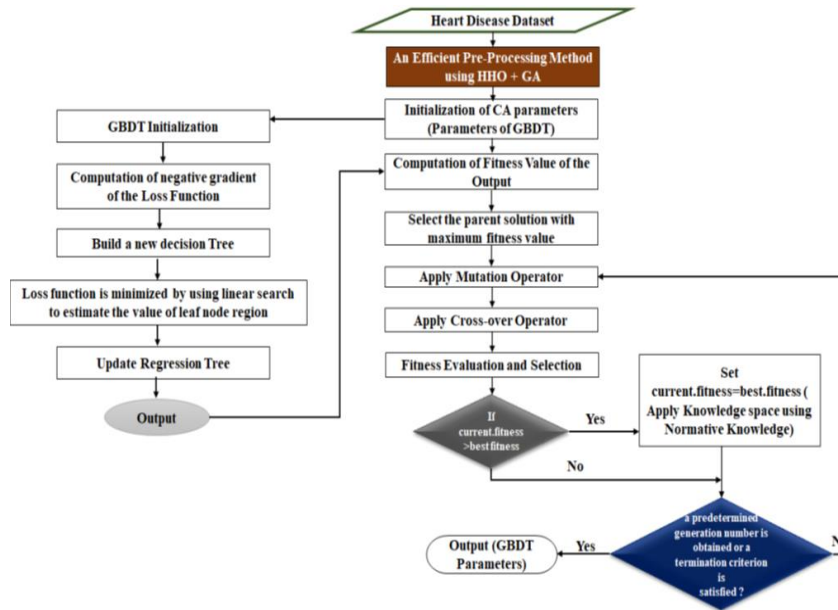 Heart Disease Dataset
An Efficient Pre-Processing Method
using HHO + GA
Initialization of CA parameters
(Parameters of GBDT)
GBDT Initialization
Computation of negative gradient
of the Loss Function
Build a new decision Tree
Loss function is minimized by using linear search
to estimate the value of leaf node region
Update Regression Tree
Output
Computation of Fitness Value of the
Output
Select the parent solution with
maximum fitness value
Apply Mutation Operator
Apply Cross-over Operator
Fitness Evaluation and Selection
If
current.fitness
>best fitness
Yes
No
Set
current.fitness=best.fitness (
Apply Knowledge space using
Normative Knowledge)
a predetermined
generation number is
obtained or a
termination criterion
is
satisfied ?
Yes
N
Output (GBDT
Parameters)